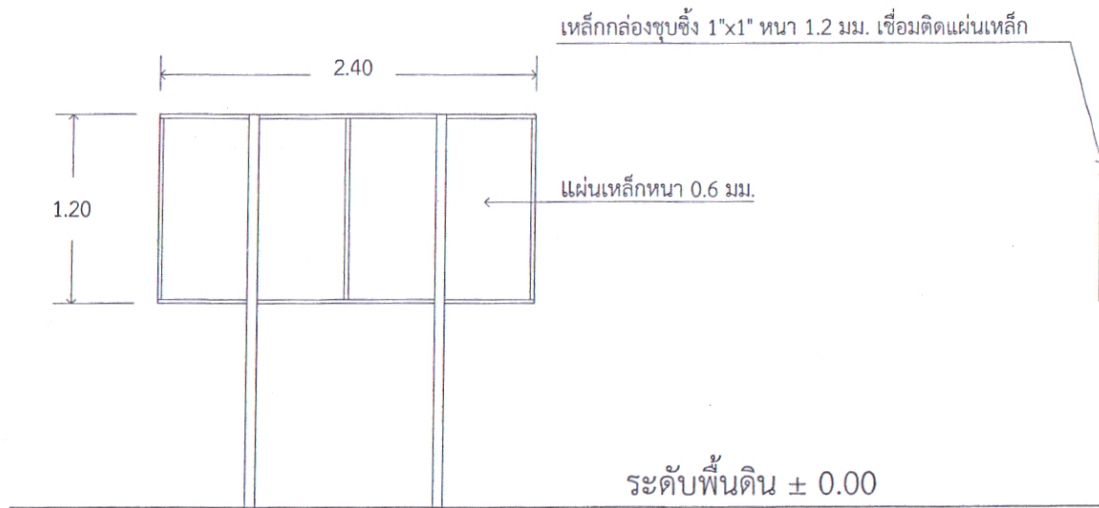 เหล็กกล่องชุบซิ้ง 1"x1" หนา 1.2 มม. เชื่อมติดแผ่นเหล็ก
2.40
1.20
แผ่นเหล็กหนา 0.6 มม.
ระดับพื้นดิน ± 0.00